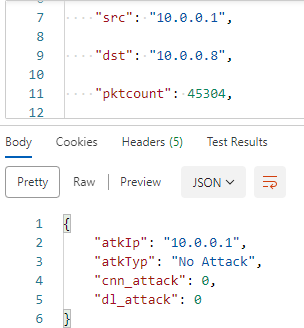 7 "src": "10.0.0.1",
8
9 "dst": "10.0.0.8",
10
11 "pktcount": 45304,
12
Body Cookies Headers (5) Test Results
Pretty Raw Preview JSON
1 {
2 "atkIp": "10.0.0.1",
3 "atkTyp": "No Attack",
4 "cnn_attack": 0,
5 "dl_attack": 0
6 }